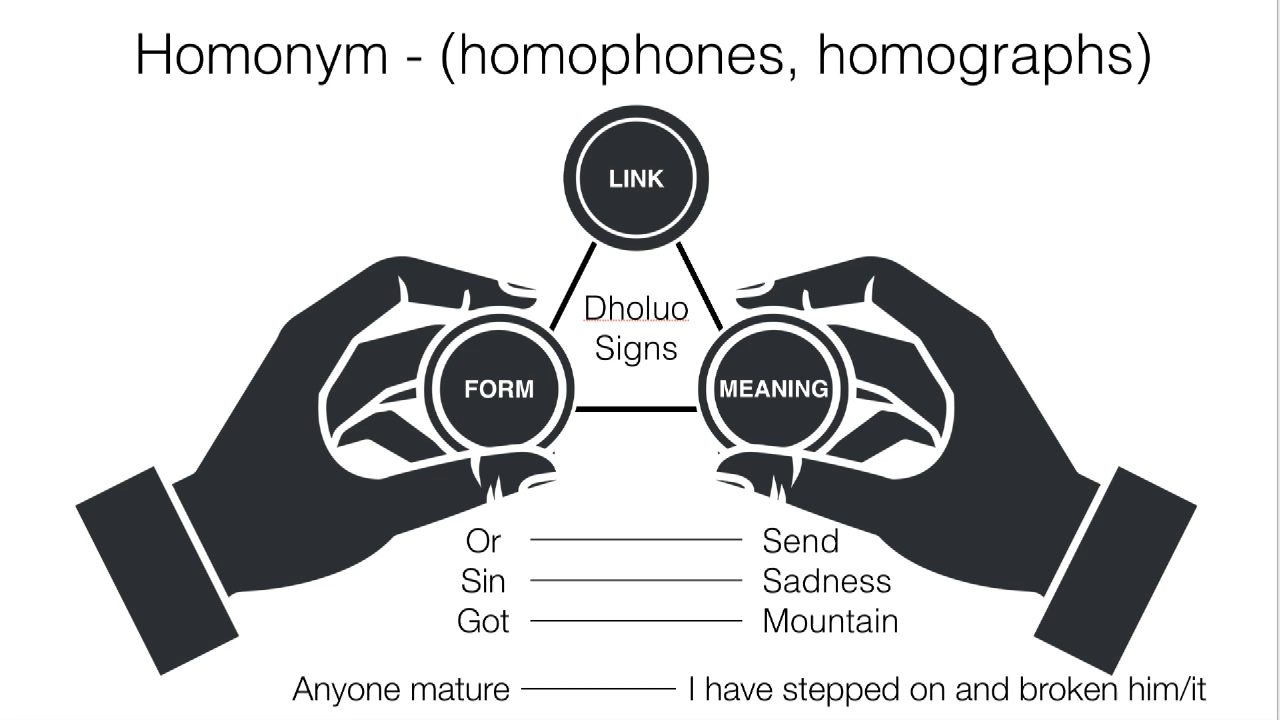 Homonym - (homophones, homographs)
LINK
Dholuo
Signs
FORM
MEANING
Or Send
Sin Sadness
Got Mountain
Anyone mature I have stepped on and broken him/it